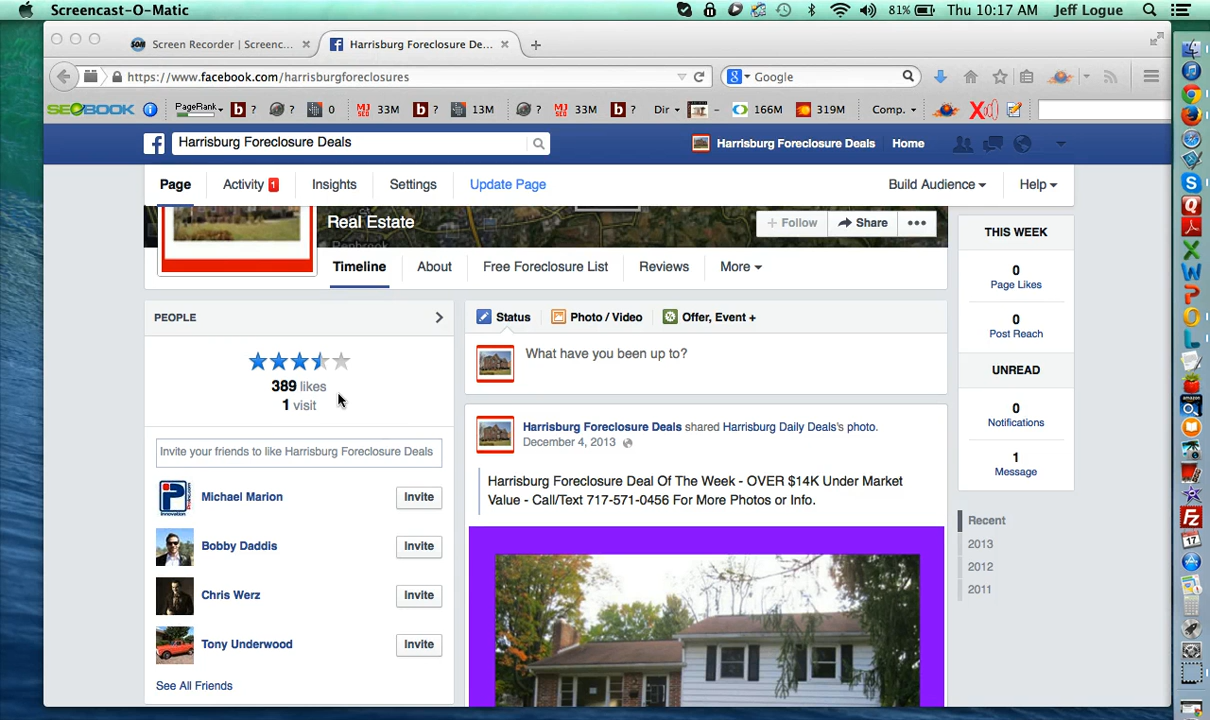 Screencast-O-Matic
81%
Thu 10:17 AM
Jeff Logue
Screen Recorder | Screenc...
Harrisburg Foreclosure De...
https://www.facebook.com/harrisburgforeclosures
Google
SEOBOOK
PageRank
?
?
0
33M
?
13M
?
33M
?
Dir
-
166M
319M
Comp.
Harrisburg Foreclosure Deals
Harrisburg Foreclosure Deals
Home
Page
Activity 1
Insights
Settings
Update Page
Build Audience
Help
Real Estate
+ Follow
Share
Timeline
About
Free Foreclosure List
Reviews
More
THIS WEEK
0
Page Likes
0
Post Reach
UNREAD
0
Notifications
1
Message
Recent
2013
2012
2011
PEOPLE
389 likes
1 visit
Invite your friends to like Harrisburg Foreclosure Deals
Michael Marion
Invite
Bobby Daddis
Invite
Chris Werz
Invite
Tony Underwood
Invite
See All Friends
Status
Photo / Video
Offer, Event +
What have you been up to?
Harrisburg Foreclosure Deals shared Harrisburg Daily Deals's photo.
December 4, 2013
Harrisburg Foreclosure Deal Of The Week - OVER $14K Under Market
Value - Call/Text 717-571-0456 For More Photos or Info.